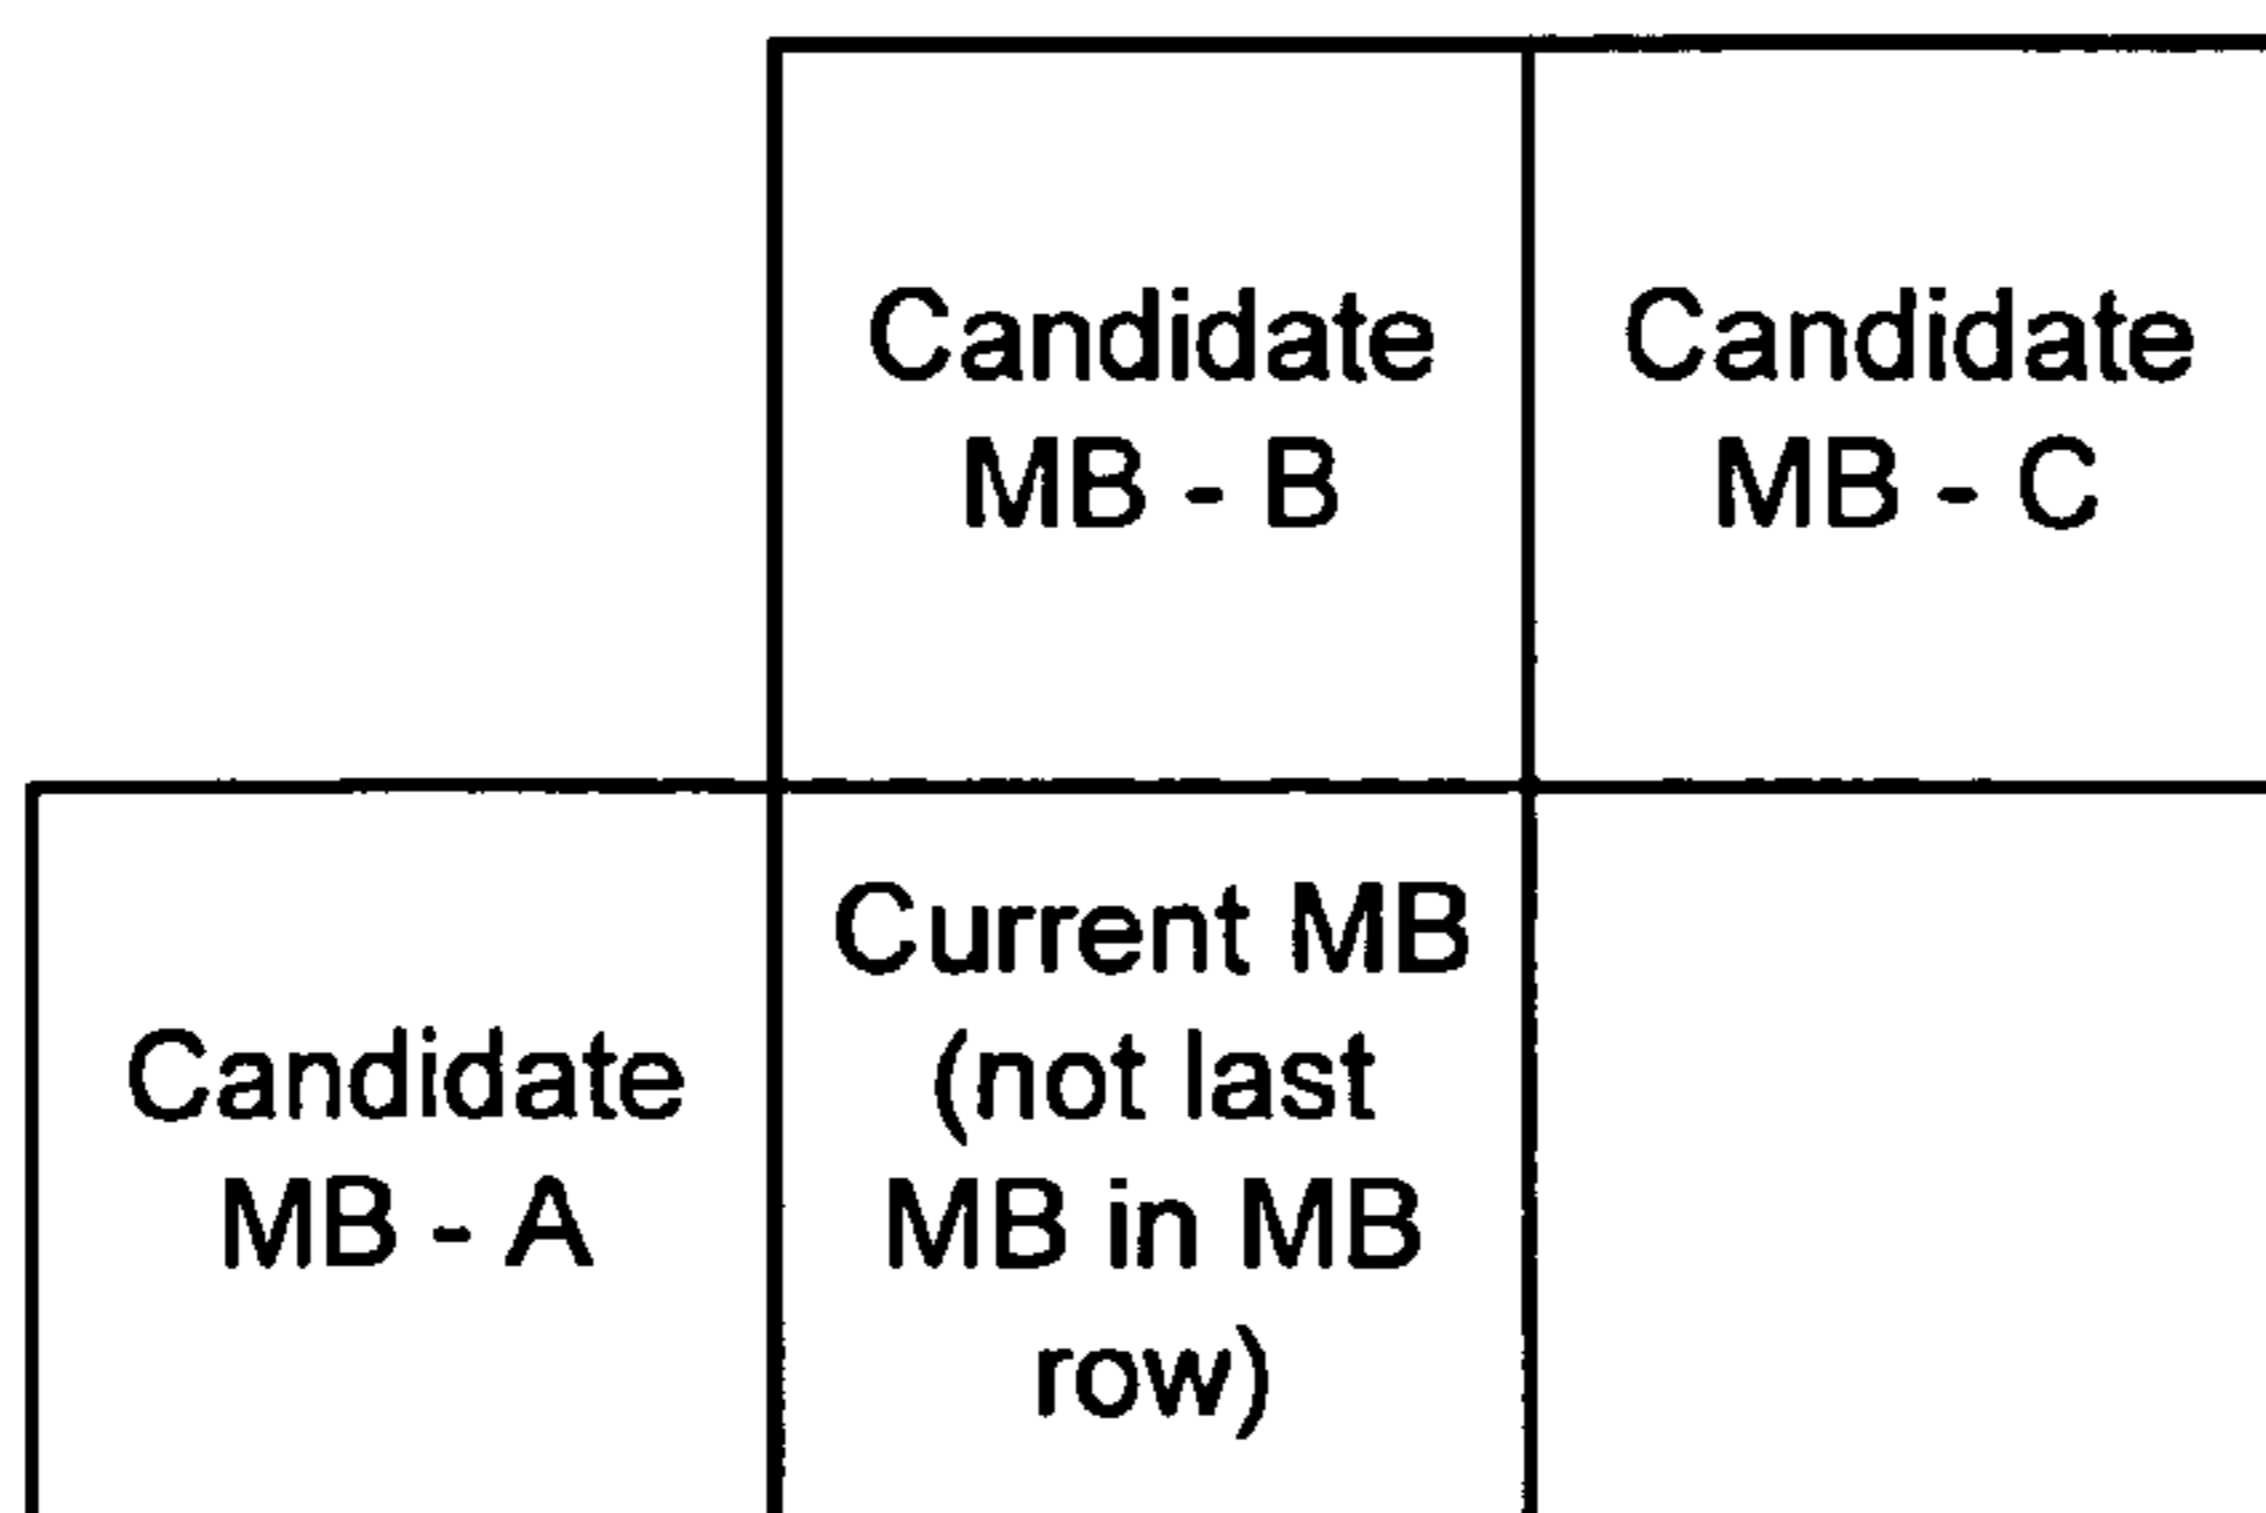 Candidate
MB - B
Candidate
MB - C
Candidate
MB - A
Current MB
(not last
MB in MB
row)